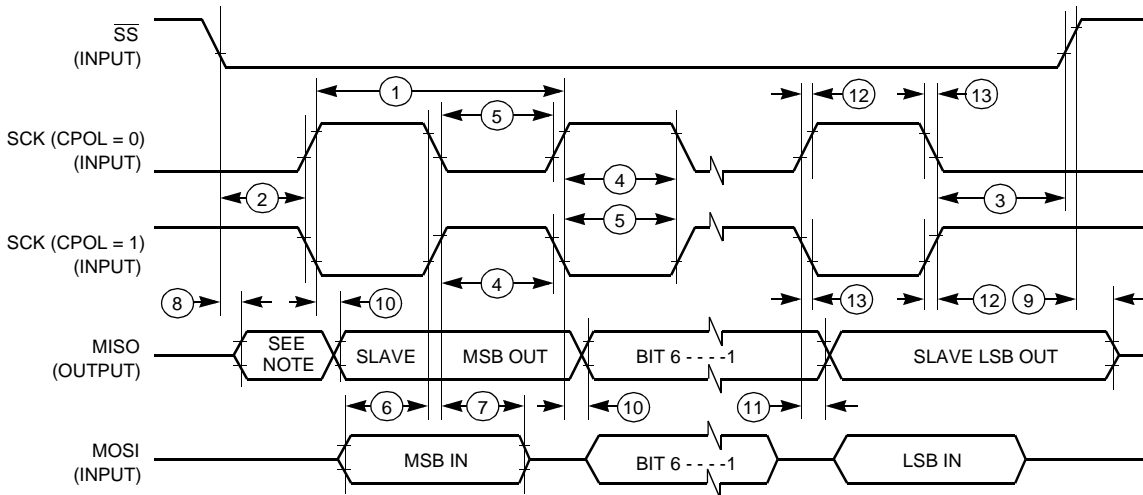 SS
(INPUT)
1
12
13
5
SCK (CPOL = 0)
(INPUT)
4
2
3
5
SCK (CPOL = 1)
(INPUT)
4
8
10
13
12
9
MISO
(OUTPUT)
SEE
NOTE
SLAVE
MSB OUT
BIT 6 - - - -1
SLAVE LSB OUT
6
7
10
11
MOSI
(INPUT)
MSB IN
BIT 6 - - - -1
LSB IN